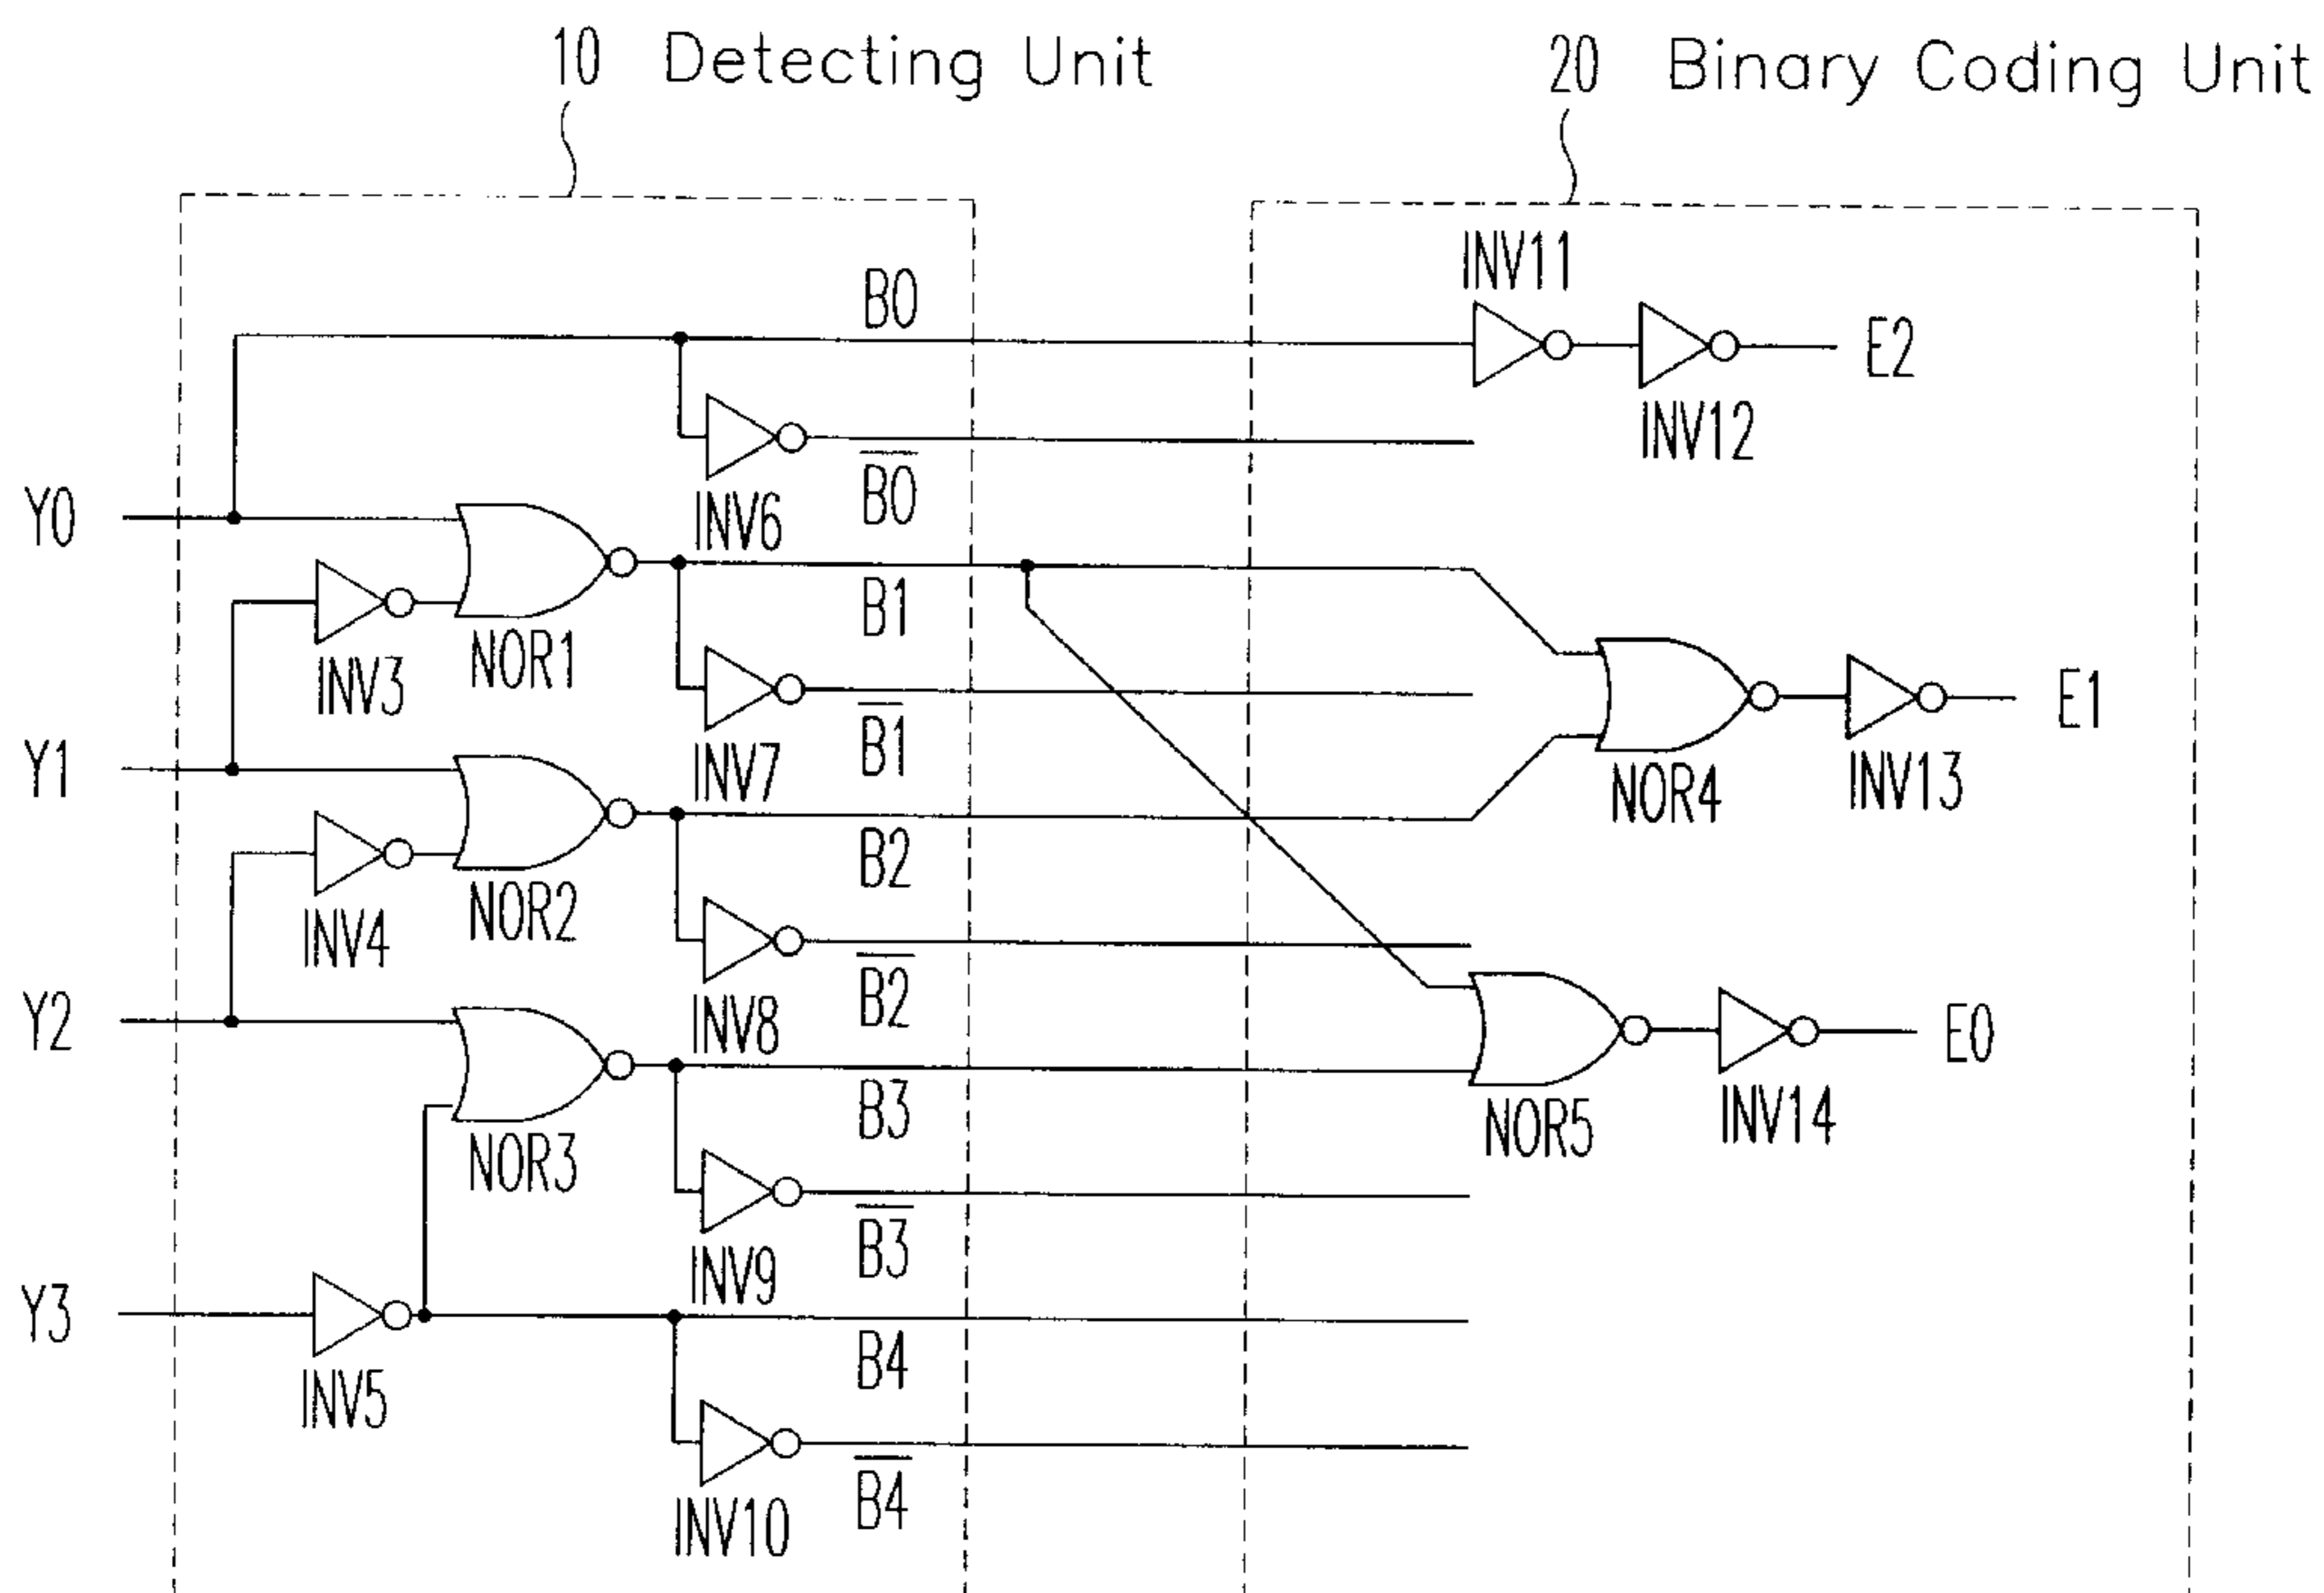 10 Detecting Unit
20 Binary Coding Unit
INV11
B0
E2
INV12
INV6
B0
Y0
B1
INV3
NOR1
E1
B1
INV7
Y1
NOR4
INV13
B2
NOR2
INV4
B2
INV8
Y2
E0
B3
NOR5
INV14
NOR3
B3
INV9
Y3
B4
INV5
B4
INV10